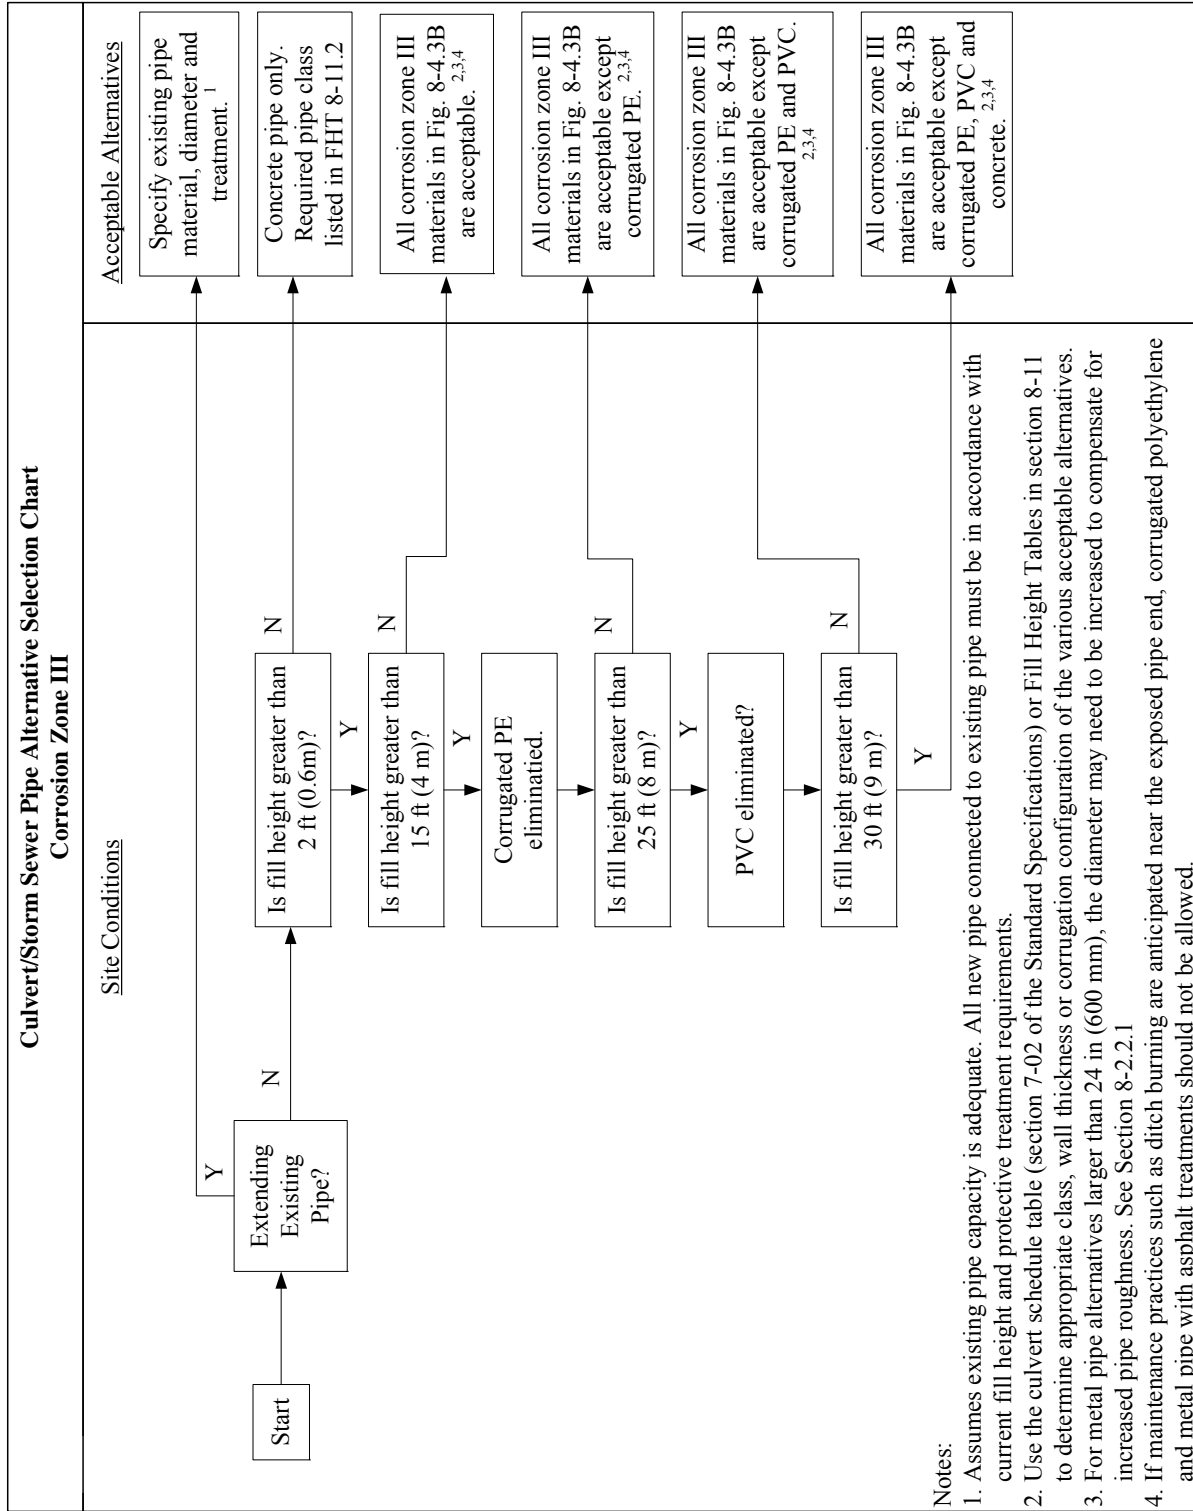 Culvert/Storm Sewer Pipe Alternative Selection Chart
Corrosion Zone III
Site Conditions
Acceptable Alternatives
Start
Extending
Existing
Pipe?
Y
N
Specify existing pipe
material, diameter and
treatment. 1
Is fill height greater than
2 ft (0.6m)?
N
Y
Concrete pipe only.
Required pipe class
listed in FHT 8-11.2
Is fill height greater than
15 ft (4 m)?
N
Y
All corrosion zone III
materials in Fig. 8-4.3B
are acceptable. 2,3,4
Corrugated PE
eliminatied.
Is fill height greater than
25 ft (8 m)?
N
Y
All corrosion zone III
materials in Fig. 8-4.3B
are acceptable except
corrugated PE. 2,3,4
PVC eliminated?
Is fill height greater than
30 ft (9 m)?
N
Y
All corrosion zone III
materials in Fig. 8-4.3B
are acceptable except
corrugated PE and PVC.
2,3,4
All corrosion zone III
materials in Fig. 8-4.3B
are acceptable except
corrugated PE, PVC and
concrete. 2,3,4
Notes:
1. Assumes existing pipe capacity is adequate. All new pipe connected to existing pipe must be in accordance with
current fill height and protective treatment requirements.
2. Use the culvert schedule table (section 7-02 of the Standard Specifications) or Fill Height Tables in section 8-11
to determine appropriate class, wall thickness or corrugation configuration of the various acceptable alternatives.
3. For metal pipe alternatives larger than 24 in (600 mm), the diameter may need to be increased to compensate for
increased pipe roughness. See Section 8-2.2.1
4. If maintenance practices such as ditch burning are anticipated near the exposed pipe end, corrugated polyethylene
and metal pipe with asphalt treatments should not be allowed.